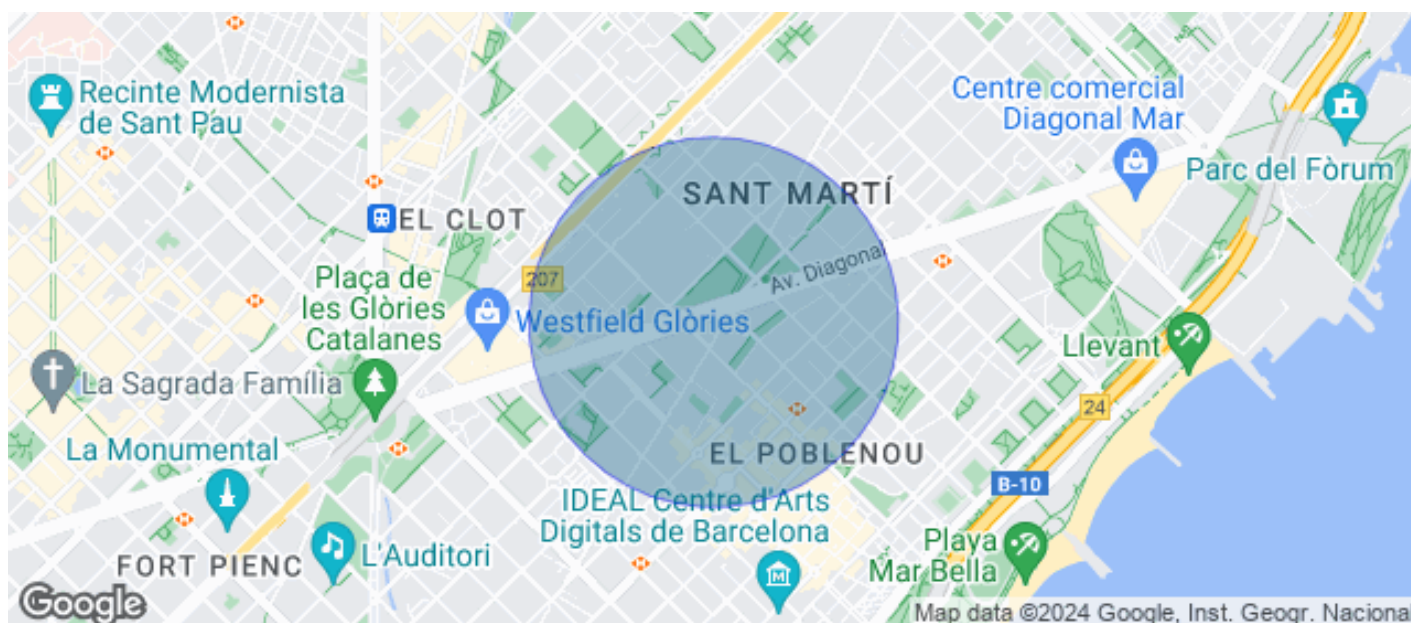 Recinte Modernista
de Sant Pau
EL CLOT
SANT MARTÍ
Centre comercial
Diagonal Mar
Parc del Fòrum
207
Av. Diagonal
Plaça de
les Glòries
Catalanes
Westfield Glòries
Llevant
La Sagrada Família
24
La Monumental
EL POBLENOU
B-10
IDEAL Centre d'Arts
Digitals de Barcelona
L'Auditori
FORT PIENC
Playa
Mar Bella
Google
Map data ©2024 Google, Inst. Geogr. Nacional